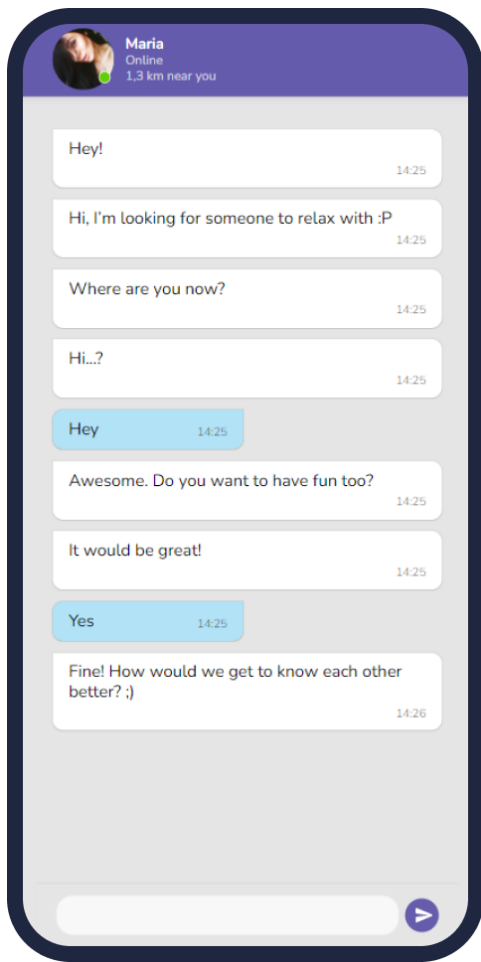 Maria
Online
1,3 km near you
Hey!
14:25
Hi, I'm looking for someone to relax with :P
14:25
Where are you now?
14:25
Hi...?
14:25
Hey 14:25
Awesome. Do you want to have fun too?
14:25
It would be great!
14:25
Yes 14:25
Fine! How would we get to know each other
better? ;)
14:26